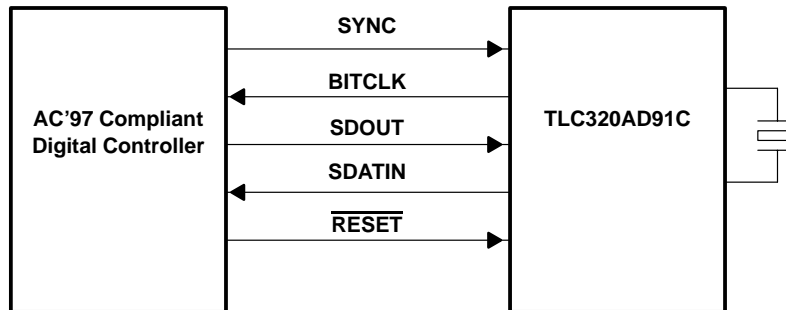 SYNC
BITCLK
AC'97 Compliant
Digital Controller
TLC320AD91C
SDOUT
SDATIN
RESET